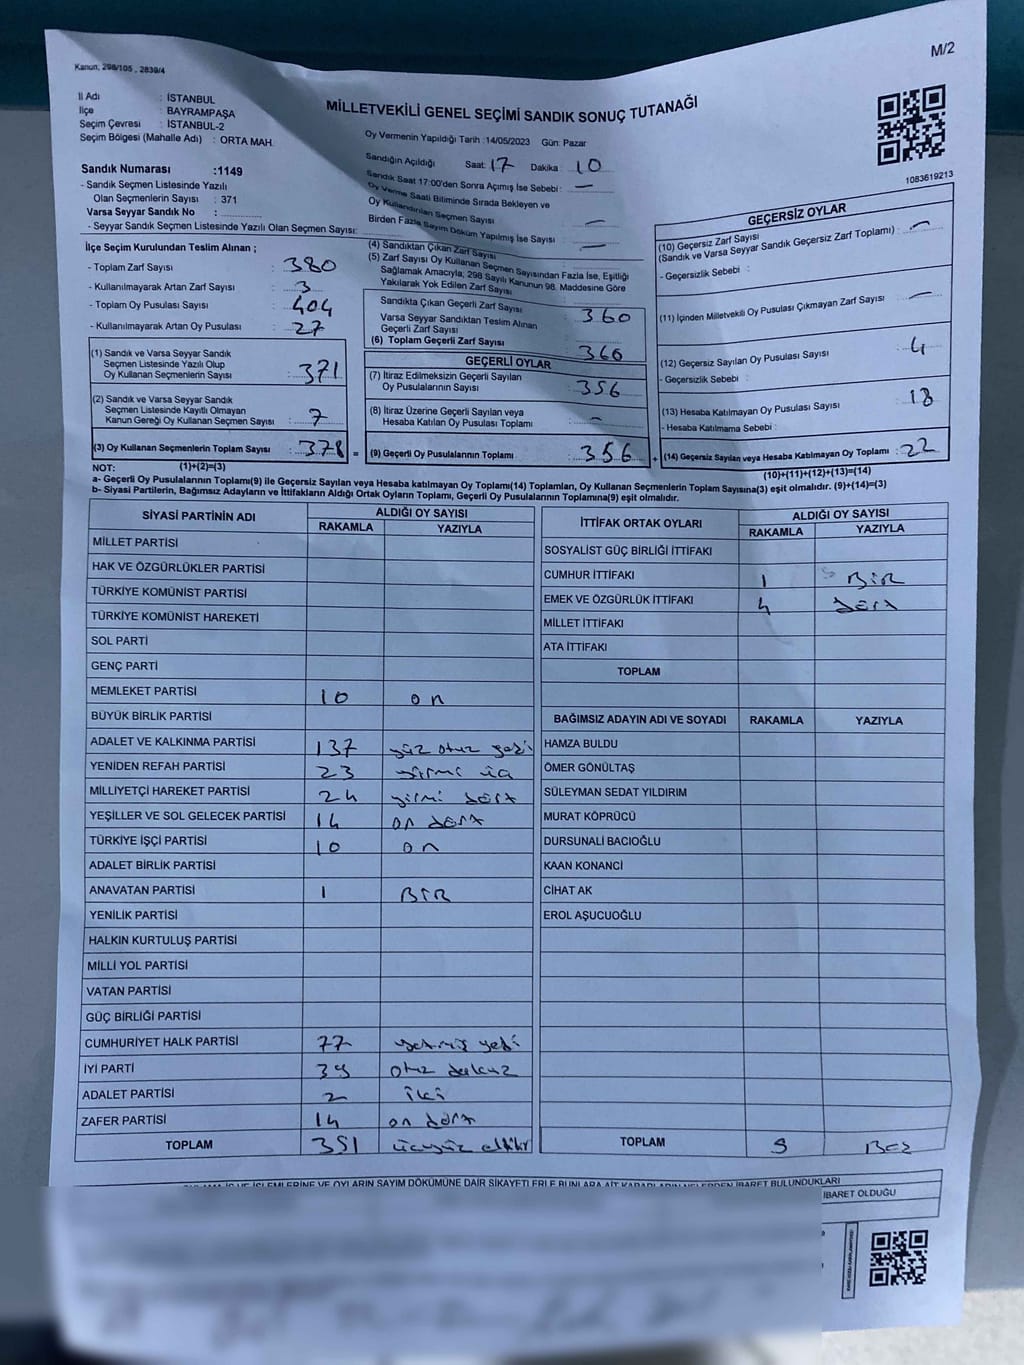 M/2
Kanun, 298/105 , 2839/4
İl Adı : İSTANBUL
İlçe : BAYRAMPAŞA
Seçim Çevresi : İSTANBUL-2
Seçim Bölgesi (Mahalle Adı) : ORTA MAH.
MİLLETVEKİLİ GENEL SEÇİMİ SANDIK SONUÇ TUTANAĞI
Oy Vermenin Yapıldığı Tarih :14/05/2023 Gün: Pazar
Sandığın Açıldığı Saat: 17 Dakika : 10
Sandık Saat 17:00'den Sonra Açılmış İse Sebebi : —
Oy Verme Saati Bitiminde Sırada Bekleyen ve
Oy Kullandırılan Seçmen Sayısı : —
Birden Fazla Sayım Döküm Yapılmış İse Sayısı : —
1083619213
Sandık Numarası :1149
- Sandık Seçmen Listesinde Yazılı
Olan Seçmenlerin Sayısı : 371
Varsa Seyyar Sandık No :
- Seyyar Sandık Seçmen Listesinde Yazılı Olan Seçmen Sayısı:
İlçe Seçim Kurulundan Teslim Alınan ;
- Toplam Zarf Sayısı : 380
- Kullanılmayarak Artan Zarf Sayısı : 3
- Toplam Oy Pusulası Sayısı : 404
- Kullanılmayarak Artan Oy Pusulası : 27
(1) Sandık ve Varsa Seyyar Sandık
Seçmen Listesinde Yazılı Olup
Oy Kullanan Seçmenlerin Sayısı : 371
(2) Sandık ve Varsa Seyyar Sandık
Seçmen Listesinde Kayıtlı Olmayan
Kanun Gereği Oy Kullanan Seçmen Sayısı : 7
(3) Oy Kullanan Seçmenlerin Toplam Sayısı : 378 =
(4) Sandıktan Çıkan Zarf Sayısı
(5) Zarf Sayısı Oy Kullanan Seçmen Sayısından Fazla İse, Eşitliği
Sağlamak Amacıyla; 298 Sayılı Kanunun 98. Maddesine Göre
Yakılarak Yok Edilen Zarf Sayısı
Sandıkta Çıkan Geçerli Zarf Sayısı : 360
Varsa Seyyar Sandıktan Teslim Alınan
Geçerli Zarf Sayısı :
(6) Toplam Geçerli Zarf Sayısı : 360
GEÇERLİ OYLAR
(7) İtiraz Edilmeksizin Geçerli Sayılan
Oy Pusulalarının Sayısı : 356
(8) İtiraz Üzerine Geçerli Sayılan veya
Hesaba Katılan Oy Pusulası Toplamı : —
(9) Geçerli Oy Pusulalarının Toplamı : 356 +
GEÇERSİZ OYLAR
(10) Geçersiz Zarf Sayısı
(Sandık ve Varsa Seyyar Sandık Geçersiz Zarf Toplamı) : —
- Geçersizlik Sebebi :
(11) İçinden Milletvekili Oy Pusulası Çıkmayan Zarf Sayısı : —
(12) Geçersiz Sayılan Oy Pusulası Sayısı : 4
- Geçersizlik Sebebi :
(13) Hesaba Katılmayan Oy Pusulası Sayısı : 18
- Hesaba Katılmama Sebebi :
(14) Geçersiz Sayılan veya Hesaba Katılmayan Oy Toplamı : 22
NOT: (1)+(2)=(3) (10)+(11)+(12)+(13)=(14)
a- Geçerli Oy Pusulalarının Toplamı(9) ile Geçersiz Sayılan veya Hesaba katılmayan Oy Toplamı(14) Toplamları, Oy Kullanan Seçmenlerin Toplam Sayısına(3) eşit olmalıdır. (9)+(14)=(3)
b- Siyasi Partilerin, Bağımsız Adayların ve İttifakların Aldığı Ortak Oyların Toplamı, Geçerli Oy Pusulalarının Toplamına(9) eşit olmalıdır.
SİYASİ PARTİNİN ADI ALDIĞI OY SAYISI
RAKAMLA YAZIYLA
MİLLET PARTİSİ
HAK VE ÖZGÜRLÜKLER PARTİSİ
TÜRKİYE KOMÜNİST PARTİSİ
TÜRKİYE KOMÜNİST HAREKETİ
SOL PARTİ
GENÇ PARTİ
MEMLEKET PARTİSİ 10 on
BÜYÜK BİRLİK PARTİSİ
ADALET VE KALKINMA PARTİSİ 137 yüz otuz yedi
YENİDEN REFAH PARTİSİ 23 yirmi üç
MİLLİYETÇİ HAREKET PARTİSİ 24 yirmi dört
YEŞİLLER VE SOL GELECEK PARTİSİ 14 on dört
TÜRKİYE İŞÇİ PARTİSİ 10 on
ADALET BİRLİK PARTİSİ
ANAVATAN PARTİSİ 1 BİR
YENİLİK PARTİSİ
HALKIN KURTULUŞ PARTİSİ
MİLLİ YOL PARTİSİ
VATAN PARTİSİ
GÜÇ BİRLİĞİ PARTİSİ
CUMHURİYET HALK PARTİSİ 77 yetmiş yedi
İYİ PARTİ 39 otuz dokuz
ADALET PARTİSİ 2 iki
ZAFER PARTİSİ 14 on dört
TOPLAM 351 üçyüz ellibir
İTTİFAK ORTAK OYLARI ALDIĞI OY SAYISI
RAKAMLA YAZIYLA
SOSYALİST GÜÇ BİRLİĞİ İTTİFAKI
CUMHUR İTTİFAKI 1 BİR
EMEK VE ÖZGÜRLÜK İTTİFAKI 4 dört
MİLLET İTTİFAKI
ATA İTTİFAKI
TOPLAM
BAĞIMSIZ ADAYIN ADI VE SOYADI RAKAMLA YAZIYLA
HAMZA BULDU
ÖMER GÖNÜLTAŞ
SÜLEYMAN SEDAT YILDIRIM
MURAT KÖPRÜCÜ
DURSUNALİ BACIOĞLU
KAAN KONANCİ
CİHAT AK
EROL AŞUCUOĞLU
TOPLAM 5 BEŞ
İŞLEMLERİNE VE OYLARIN SAYIM DÖKÜMÜNE DAİR ŞİKAYETLERLE BUNLARA AİT KARARLARIN NELERDEN İBARET BULUNDUKLARI
İBARET OLDUĞU